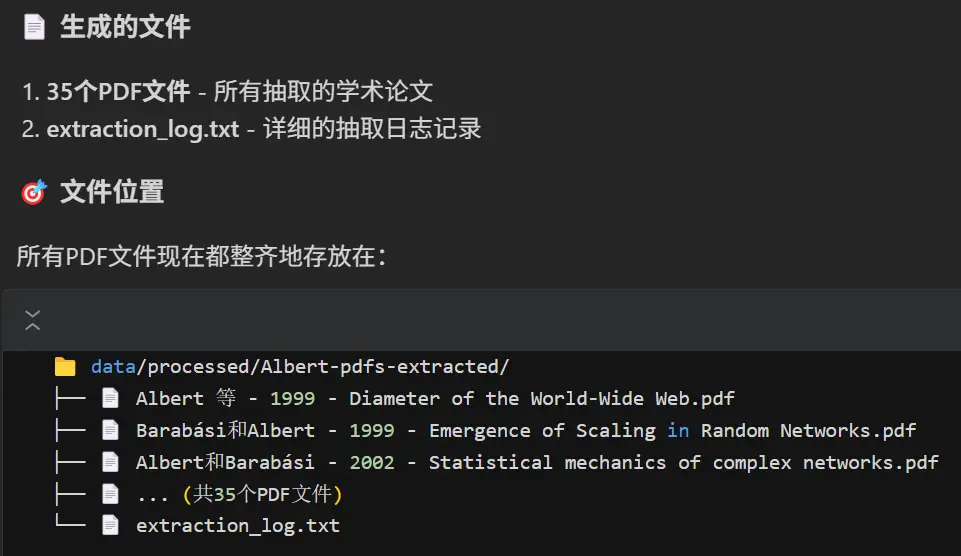 生成的文件
1. 35个PDF文件 - 所有抽取的学术论文
2. extraction_log.txt - 详细的抽取日志记录
文件位置
所有PDF文件现在都整齐地存放在：
data/processed/Albert-pdfs-extracted/
├── Albert 等 - 1999 - Diameter of the World-Wide Web.pdf
├── Barabási和Albert - 1999 - Emergence of Scaling in Random Networks.pdf
├── Albert和Barabási - 2002 - Statistical mechanics of complex networks.pdf
├── ... (共35个PDF文件)
└── extraction_log.txt